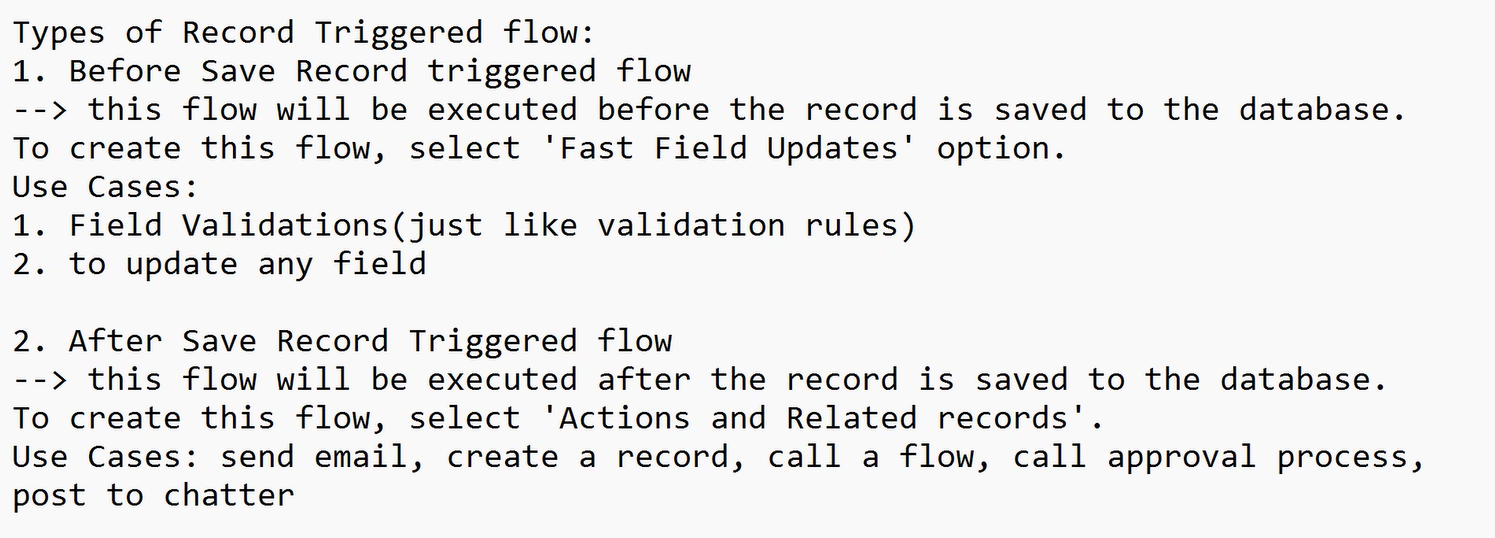 Types of Record Triggered flow:
1. Before Save Record triggered flow
--> this flow will be executed before the record is saved to the database.
To create this flow, select 'Fast Field Updates' option.
Use Cases:
1. Field Validations(just like validation rules)
2. to update any field
2. After Save Record Triggered flow
--> this flow will be executed after the record is saved to the database.
To create this flow, select 'Actions and Related records'.
Use Cases: send email, create a record, call a flow, call approval process,
post to chatter